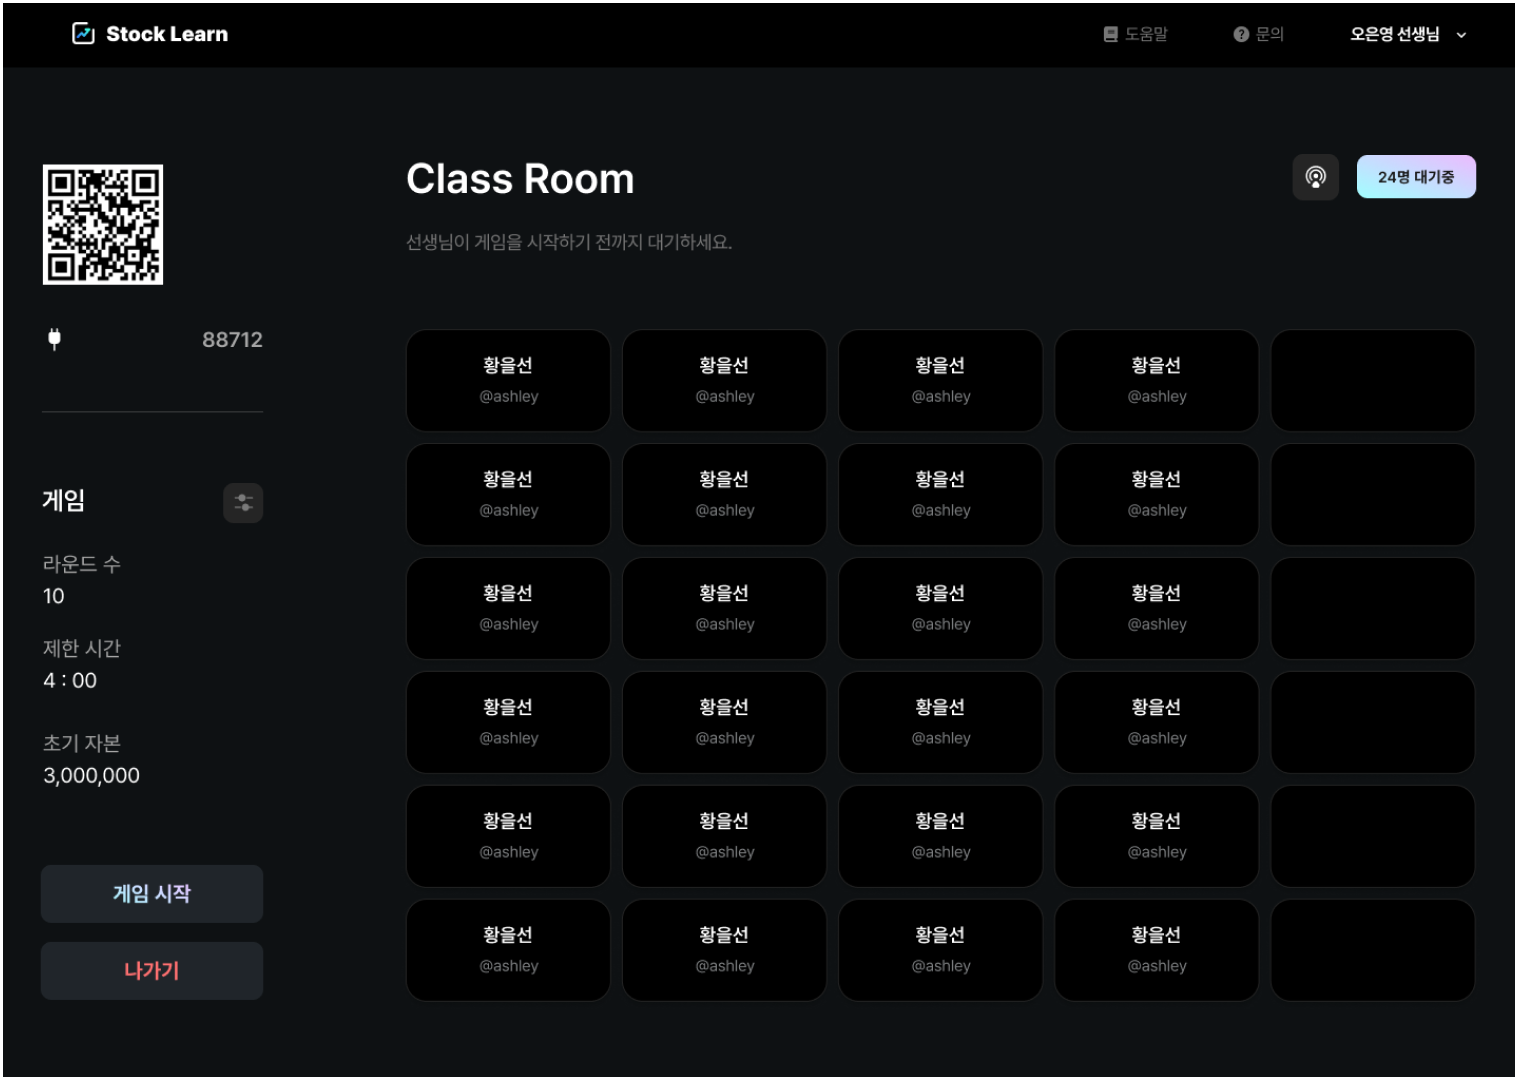 Stock Learn
도움말
문의
오은영 선생님
88712
게임
라운드 수
10
제한 시간
4 : 00
초기 자본
3,000,000
게임 시작
나가기
Class Room
24명 대기중
선생님이 게임을 시작하기 전까지 대기하세요.
황을선 황을선 황을선 황을선
@ashley @ashley @ashley @ashley
황을선 황을선 황을선 황을선
@ashley @ashley @ashley @ashley
황을선 황을선 황을선 황을선
@ashley @ashley @ashley @ashley
황을선 황을선 황을선 황을선
@ashley @ashley @ashley @ashley
황을선 황을선 황을선 황을선
@ashley @ashley @ashley @ashley
황을선 황을선 황을선 황을선
@ashley @ashley @ashley @ashley